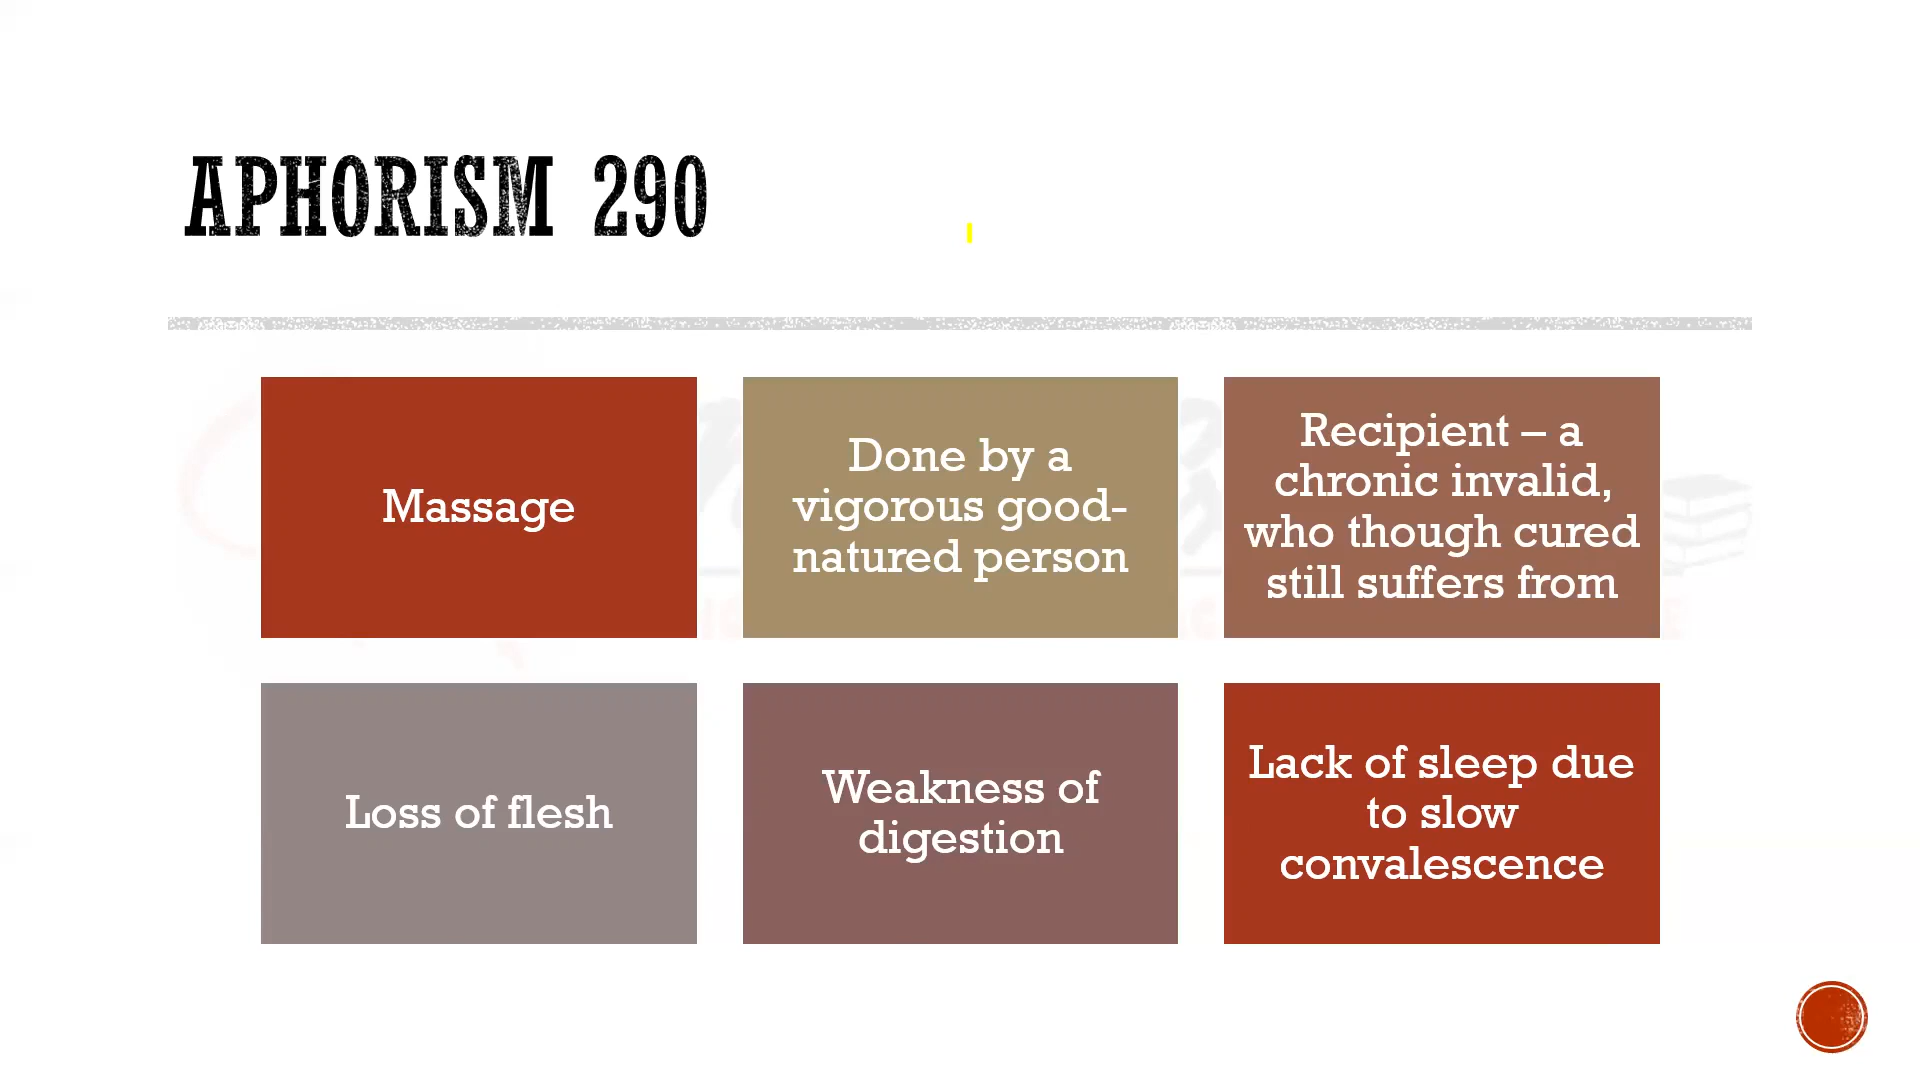 APHORISM 290
Massage
Done by a
vigorous good-
natured person
Recipient – a
chronic invalid,
who though cured
still suffers from
Loss of flesh
Weakness of
digestion
Lack of sleep due
to slow
convalescence